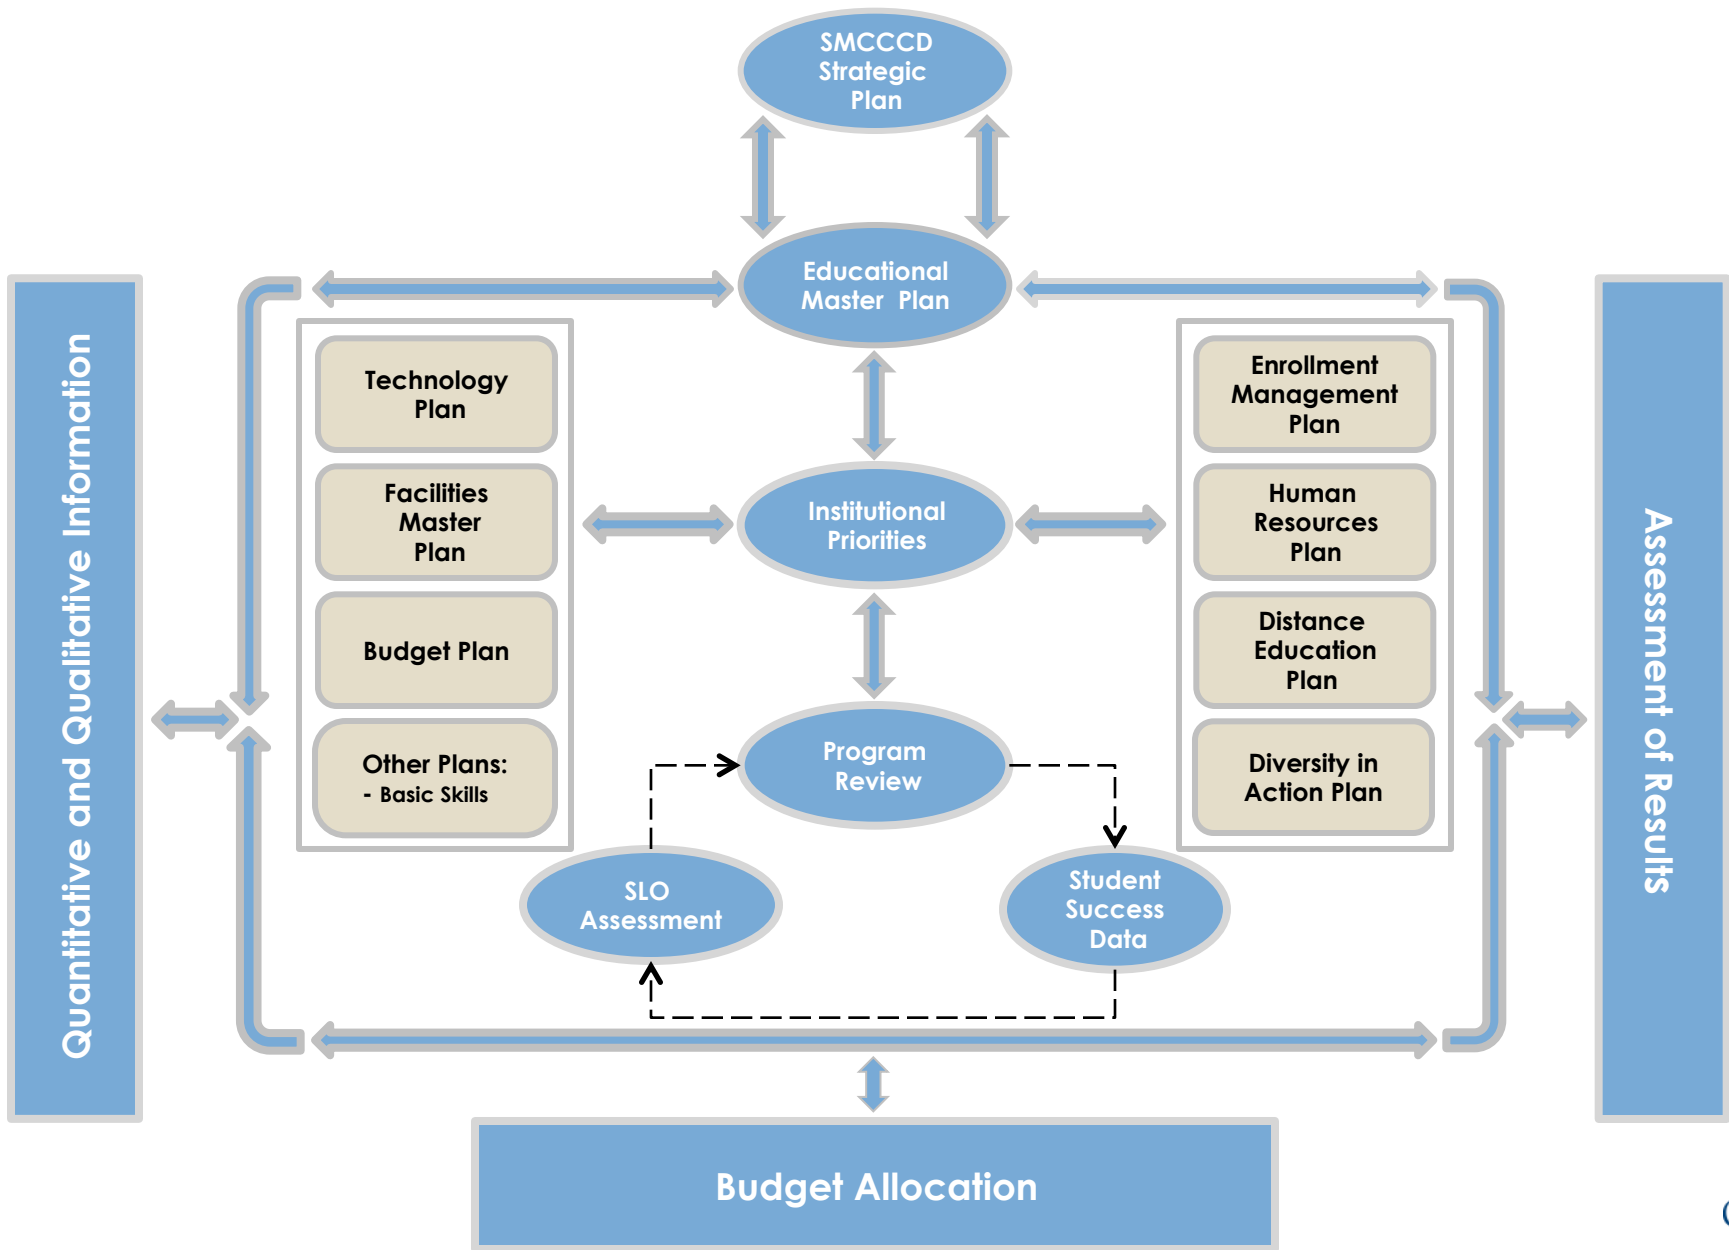 SMCCCD
Strategic
Plan
Educational
Master Plan
Quantitative and Qualitative Information
Technology
Plan
Facilities
Master
Plan
Budget Plan
Other Plans:
- Basic Skills
Institutional
Priorities
Program
Review
SLO
Assessment
Student
Success
Data
Enrollment
Management
Plan
Human
Resources
Plan
Distance
Education
Plan
Diversity in
Action Plan
Assessment of Results
Budget Allocation